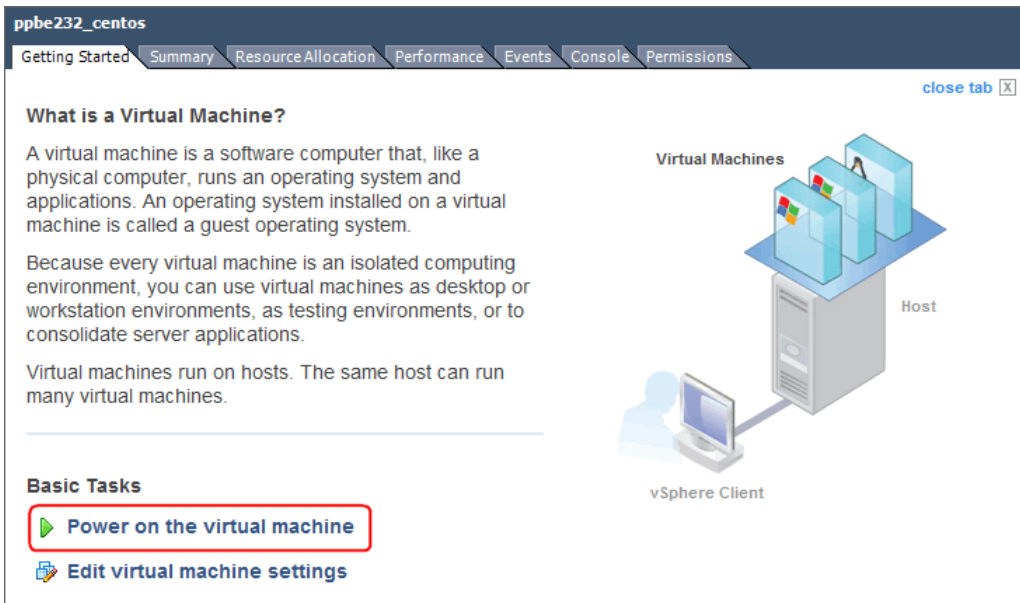 ppbe232_centos
Getting Started Summary Resource Allocation Performance Events Console Permissions
close tab X
What is a Virtual Machine?
A virtual machine is a software computer that, like a
physical computer, runs an operating system and
applications. An operating system installed on a virtual
machine is called a guest operating system.
Because every virtual machine is an isolated computing
environment, you can use virtual machines as desktop or
workstation environments, as testing environments, or to
consolidate server applications.
Virtual machines run on hosts. The same host can run
many virtual machines.
Virtual Machines
Host
vSphere Client
Basic Tasks
Power on the virtual machine
Edit virtual machine settings